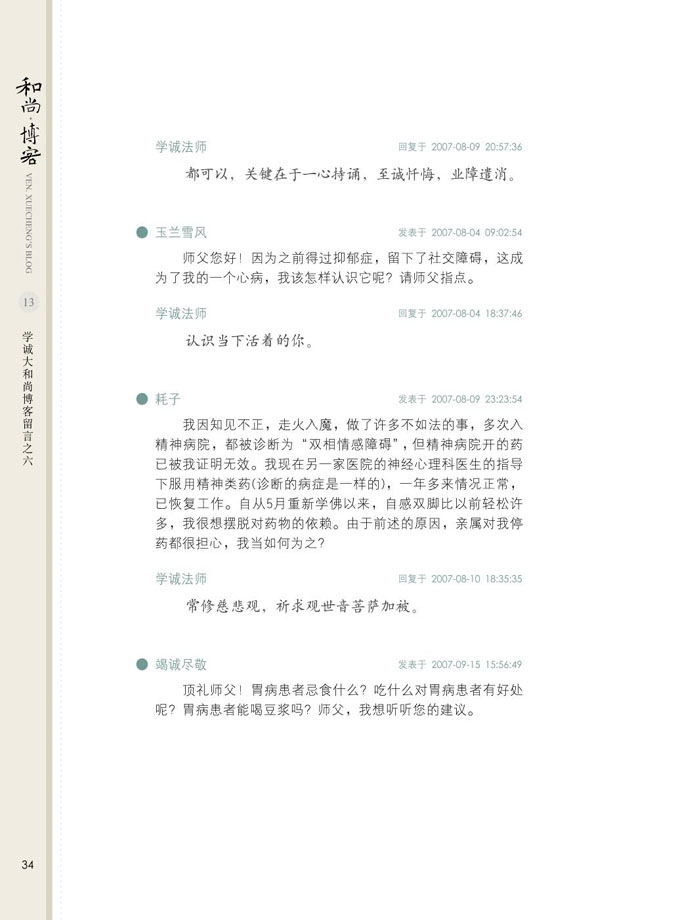 和尚·博客
VEN. XUECHENG'S BLOG
13
学诚大和尚博客留言之六
学诚法师 回复于 2007-08-09 20:57:36
都可以，关键在于一心持诵，至诚忏悔，业障遣消。
玉兰雪风 发表于 2007-08-04 09:02:54
师父您好！因为之前得过抑郁症，留下了社交障碍，这成
为了我的一个心病，我该怎样认识它呢？请师父指点。
学诚法师 回复于 2007-08-04 18:37:46
认识当下活着的你。
耗子 发表于 2007-08-09 23:23:54
我因知见不正，走火入魔，做了许多不如法的事，多次入
精神病院，都被诊断为“双相情感障碍”，但精神病院开的药
已被我证明无效。我现在另一家医院的神经心理科医生的指导
下服用精神类药(诊断的病症是一样的)，一年多来情况正常，
已恢复工作。自从5月重新学佛以来，自感双脚比以前轻松许
多，我很想摆脱对药物的依赖。由于前述的原因，亲属对我停
药都很担心，我当如何为之？
学诚法师 回复于 2007-08-10 18:35:35
常修慈悲观，祈求观世音菩萨加被。
竭诚尽敬 发表于 2007-09-15 15:56:49
顶礼师父！胃病患者忌食什么？吃什么对胃病患者有好处
呢？胃病患者能喝豆浆吗？师父，我想听听您的建议。
34